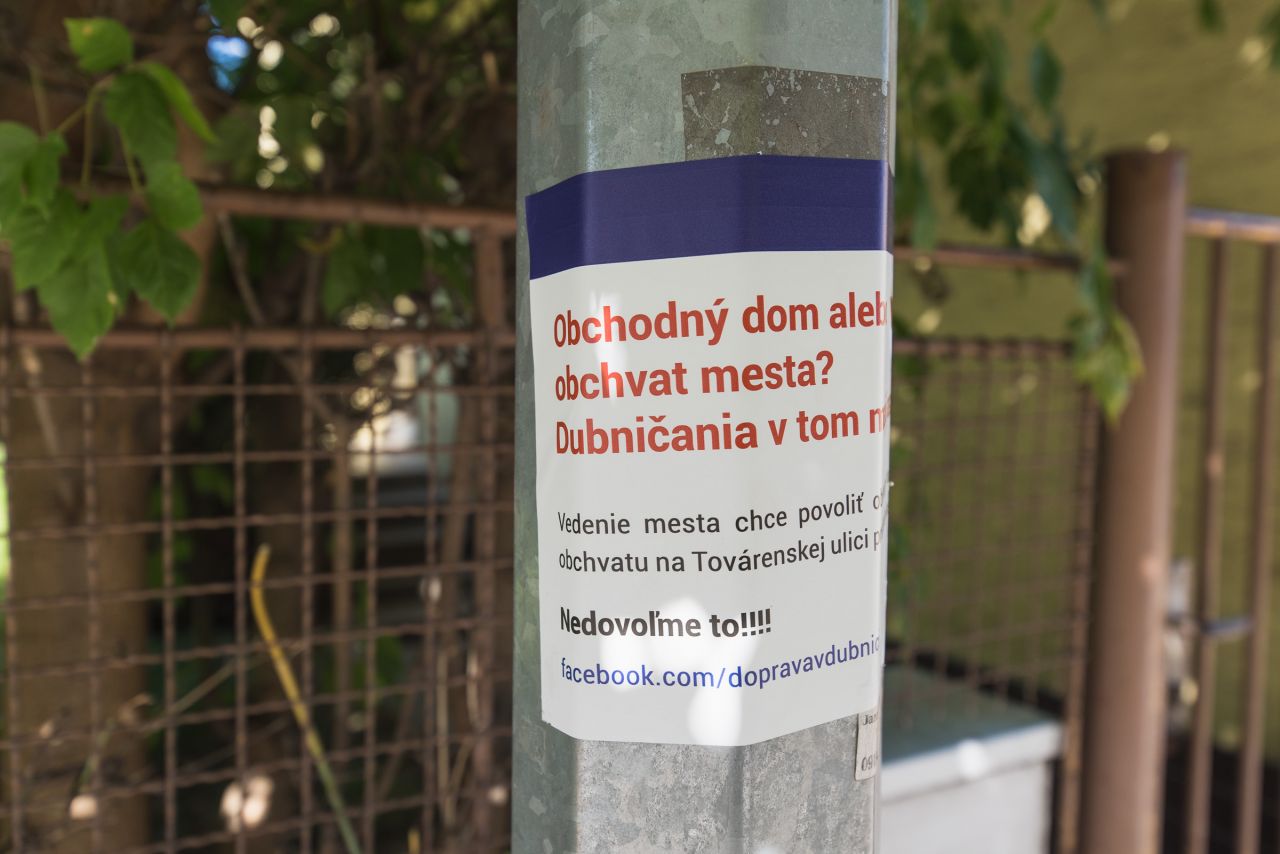 Obchodný dom aleb
obchvat mesta?
Dubničania v tom
Vedenie mesta chce povoliť
obchvatu na Továrenskej ulici
Nedovoľme to!!!!
facebook.com/dopravavdubnic